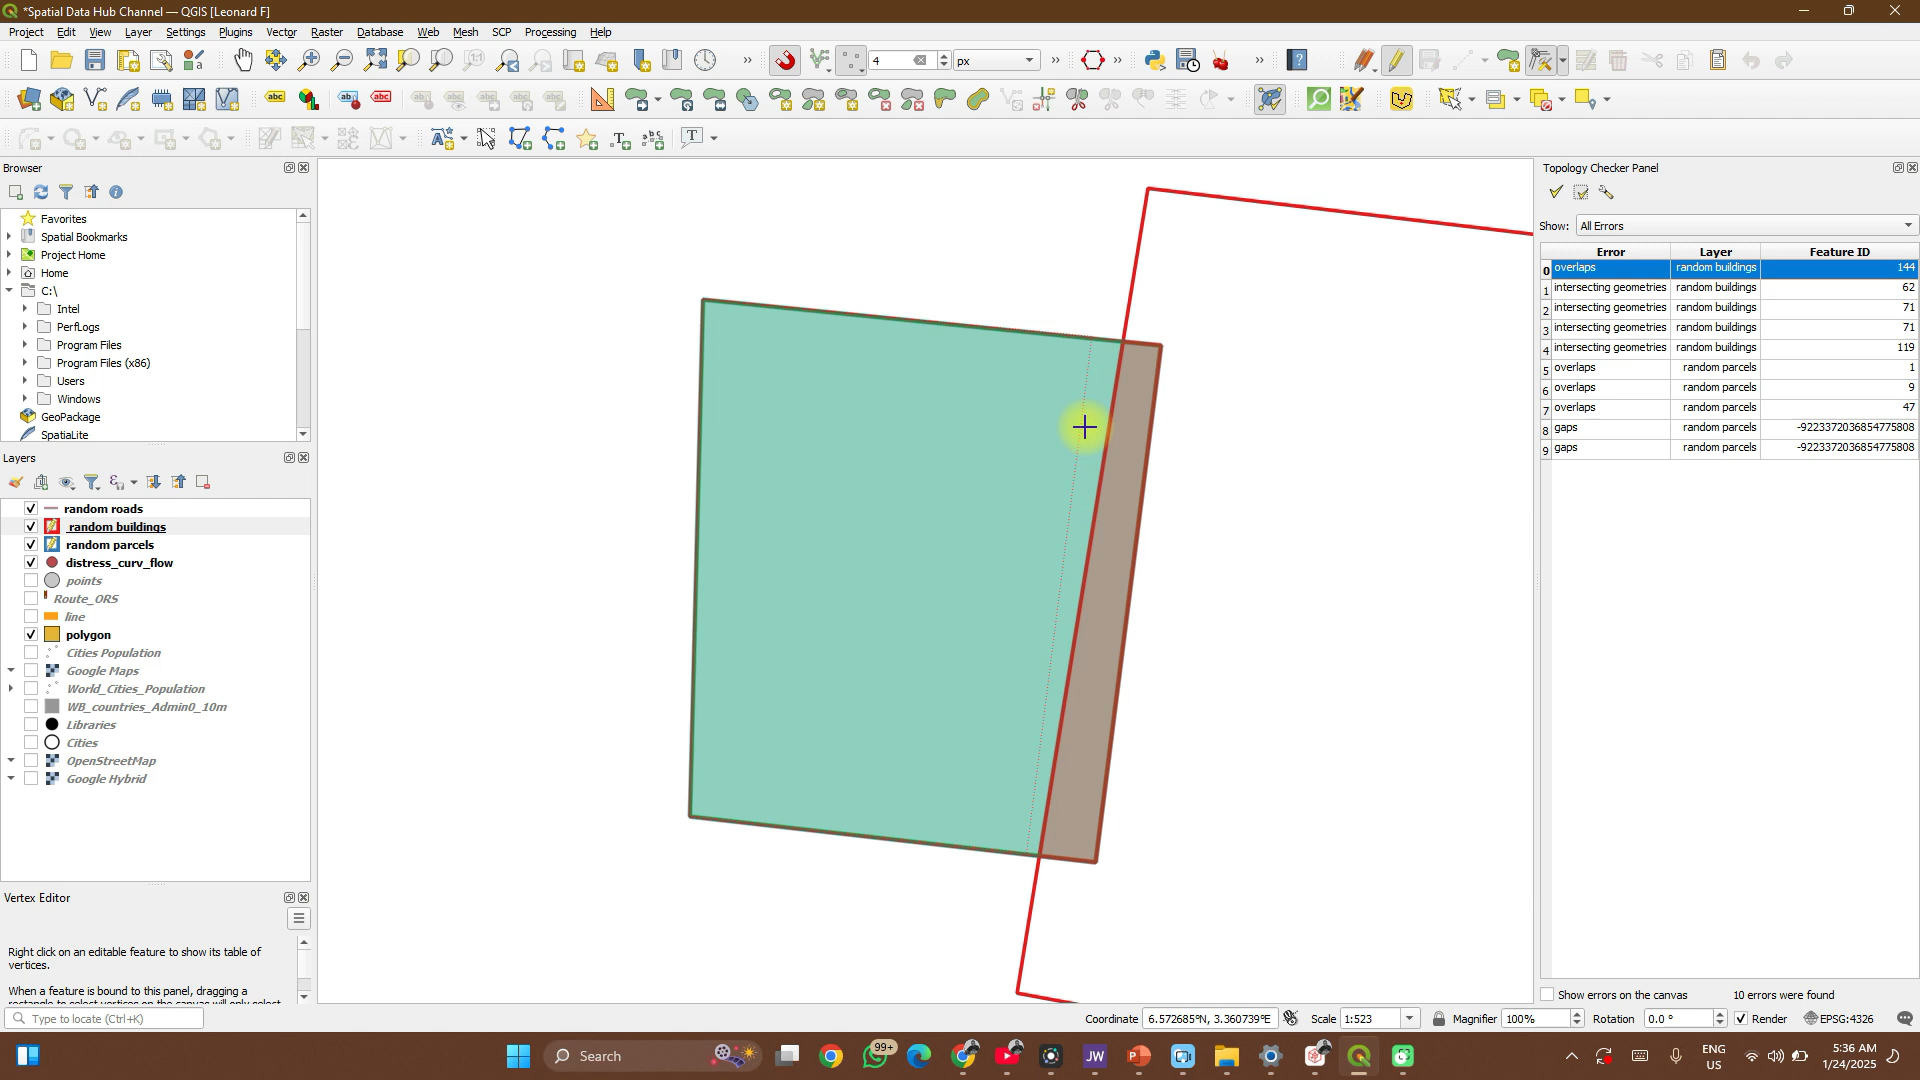 *Spatial Data Hub Channel — QGIS [Leonard F]
Project Edit View Layer Settings Plugins Vector Raster Database Web Mesh SCP Processing Help
4 px
Browser
Favorites
Spatial Bookmarks
Project Home
Home
C:\
Intel
PerfLogs
Program Files
Program Files (x86)
Users
Windows
GeoPackage
SpatiaLite
Layers
random roads
random buildings
random parcels
distress_curv_flow
points
Route_ORS
line
polygon
Cities Population
Google Maps
World_Cities_Population
WB_countries_Admin0_10m
Libraries
Cities
OpenStreetMap
Google Hybrid
Vertex Editor
Right click on an editable feature to show its table of
vertices.
When a feature is bound to this panel, dragging a
Topology Checker Panel
Show: All Errors
Error Layer Feature ID
0 overlaps random buildings 144
1 intersecting geometries random buildings 62
2 intersecting geometries random buildings 71
3 intersecting geometries random buildings 71
4 intersecting geometries random buildings 119
5 overlaps random parcels 1
6 overlaps random parcels 9
7 overlaps random parcels 47
8 gaps random parcels -9223372036854775808
9 gaps random parcels -9223372036854775808
Show errors on the canvas 10 errors were found
Type to locate (Ctrl+K) Coordinate 6.572685°N, 3.360739°E Scale 1:523 Magnifier 100% Rotation 0.0 ° Render EPSG:4326
Search 99+ JW ENG
US
5:36 AM
1/24/2025